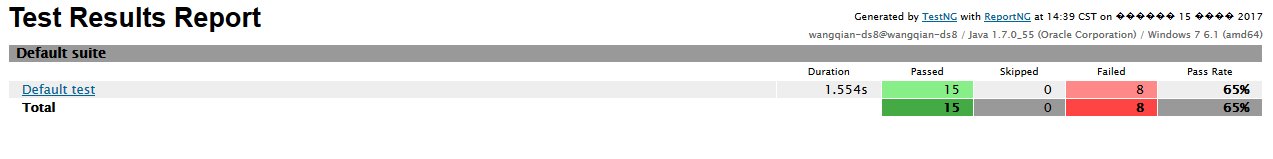 Test Results Report
Generated by TestNG with ReportNG at 14:39 CST on ������ 15 ���� 2017
wangqian-ds8@wangqian-ds8 / Java 1.7.0_55 (Oracle Corporation) / Windows 7 6.1 (amd64)
Default suite
Duration Passed Skipped Failed Pass Rate
Default test 1.554s 15 0 8 65%
Total 15 0 8 65%